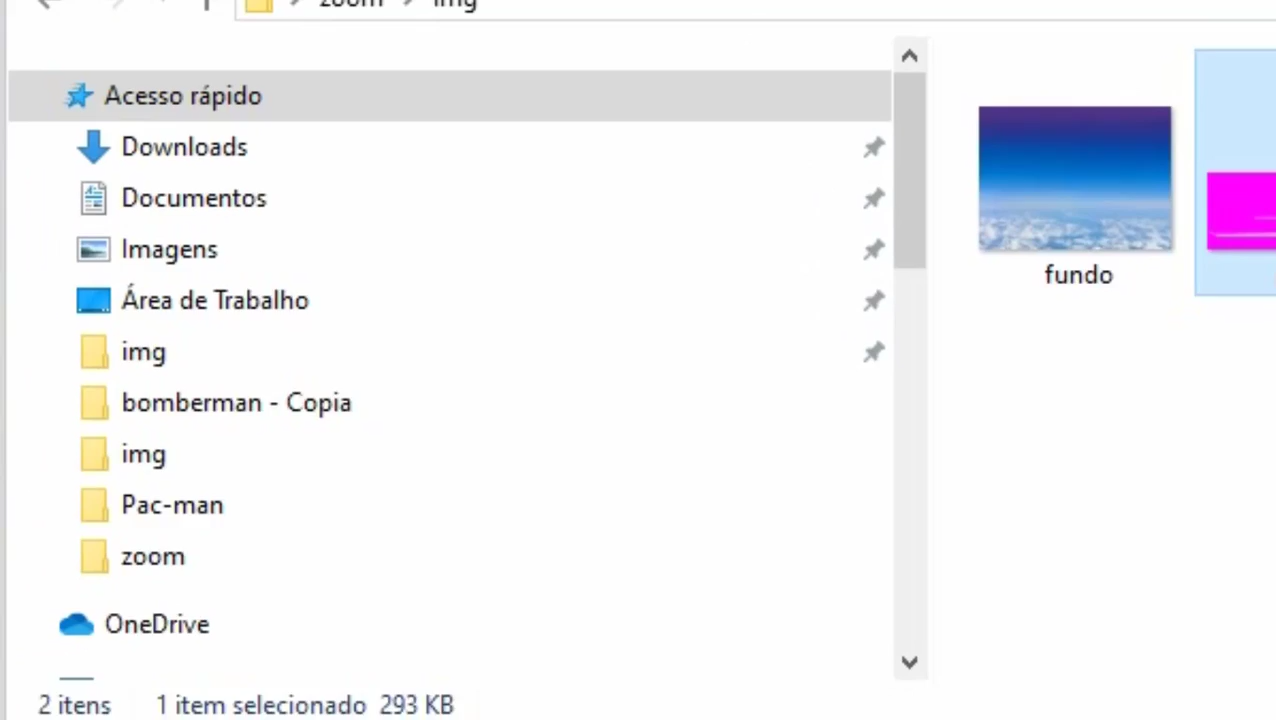 zoom img
Acesso rápido
Downloads
Documentos
Imagens
Área de Trabalho
img
bomberman - Copia
img
Pac-man
zoom
OneDrive
fundo
2 itens 1 item selecionado 293 KB